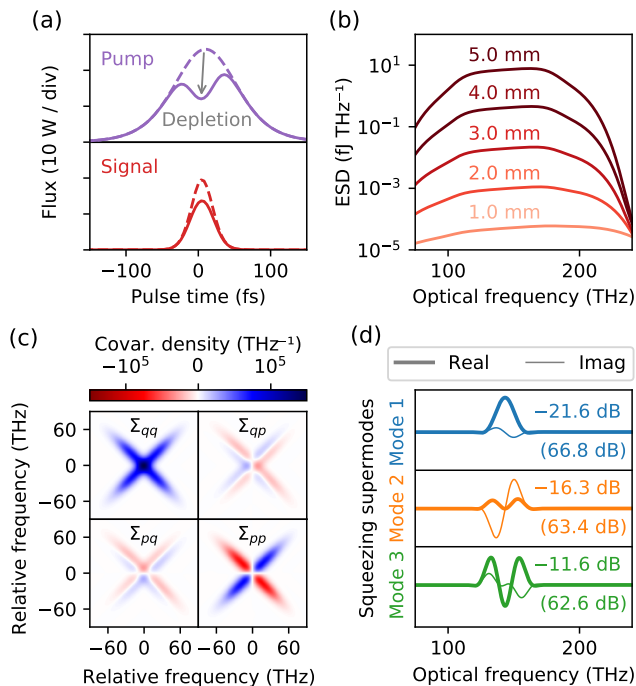 (a)
Flux (10 W / div)
Pump
Depletion
Signal
−100 0 100
Pulse time (fs)
(b)
ESD (fJ THz⁻¹)
10¹
10⁻¹
10⁻³
10⁻⁵
5.0 mm
4.0 mm
3.0 mm
2.0 mm
1.0 mm
100 200
Optical frequency (THz)
(c)
Covar. density (THz⁻¹)
−10⁵ 0 10⁵
Relative frequency (THz)
60
0
−60
60
0
−60
Σqq
Σqp
Σpq
Σpp
−60 0 60 −60 0 60
Relative frequency (THz)
(d)
Real Imag
Squeezing supermodes
Mode 1
−21.6 dB
(66.8 dB)
Mode 2
−16.3 dB
(63.4 dB)
Mode 3
−11.6 dB
(62.6 dB)
100 200
Optical frequency (THz)